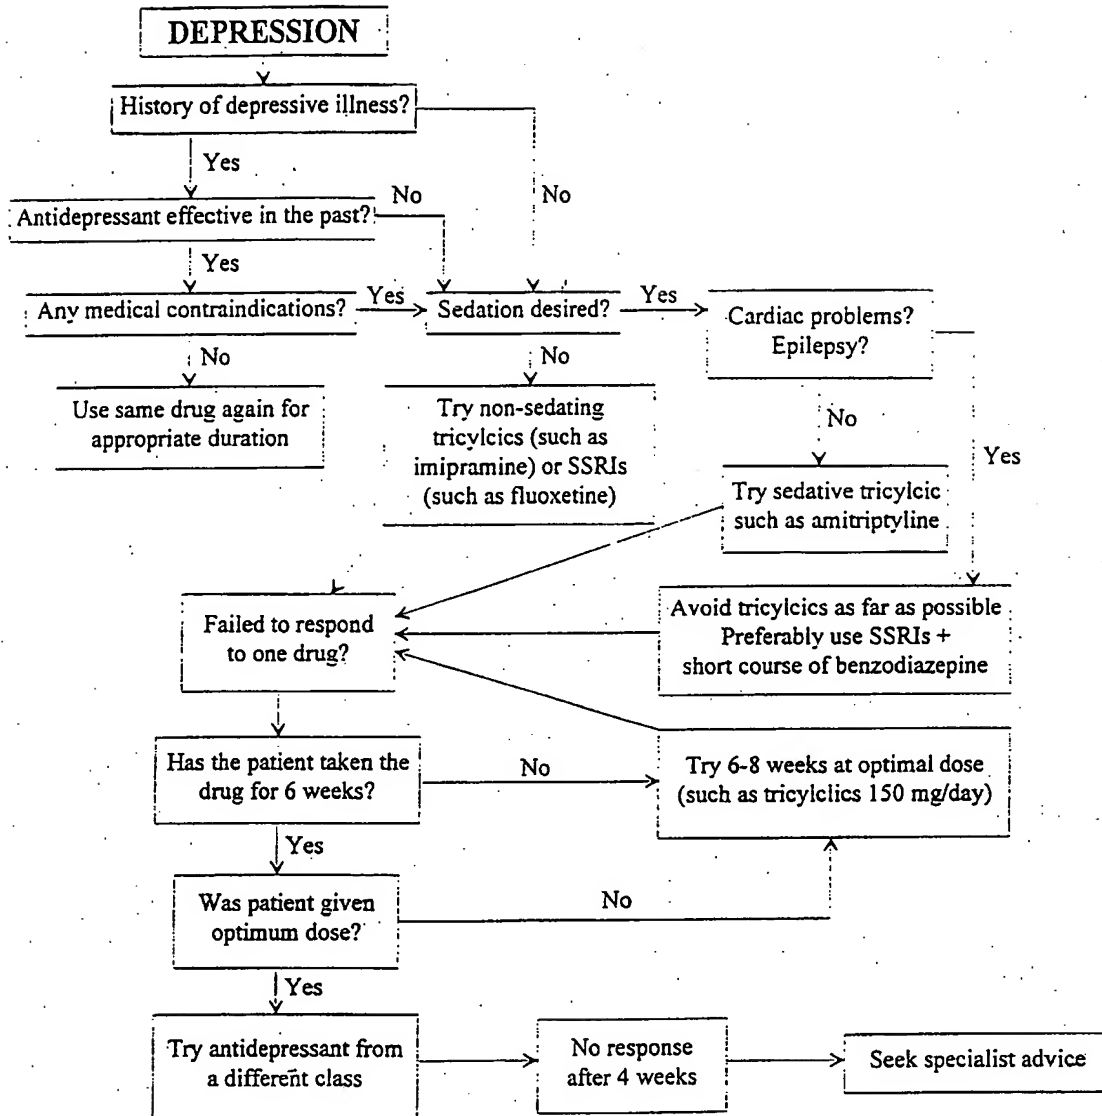 DEPRESSION
History of depressive illness?
Yes
No
No
Antidepressant effective in the past?
Yes
Any medical contraindications?
Yes
Sedation desired?
Yes
Cardiac problems?
Epilepsy?
No
No
No
Yes
Use same drug again for
appropriate duration
Try non-sedating
tricylcics (such as
imipramine) or SSRIs
(such as fluoxetine)
Try sedative tricylcic
such as amitriptyline
Failed to respond
to one drug?
Avoid tricylcics as far as possible
Preferably use SSRIs +
short course of benzodiazepine
Has the patient taken the
drug for 6 weeks?
No
Try 6-8 weeks at optimal dose
(such as tricylclics 150 mg/day)
Yes
Was patient given
optimum dose?
No
Yes
Try antidepressant from
a different class
No response
after 4 weeks
Seek specialist advice